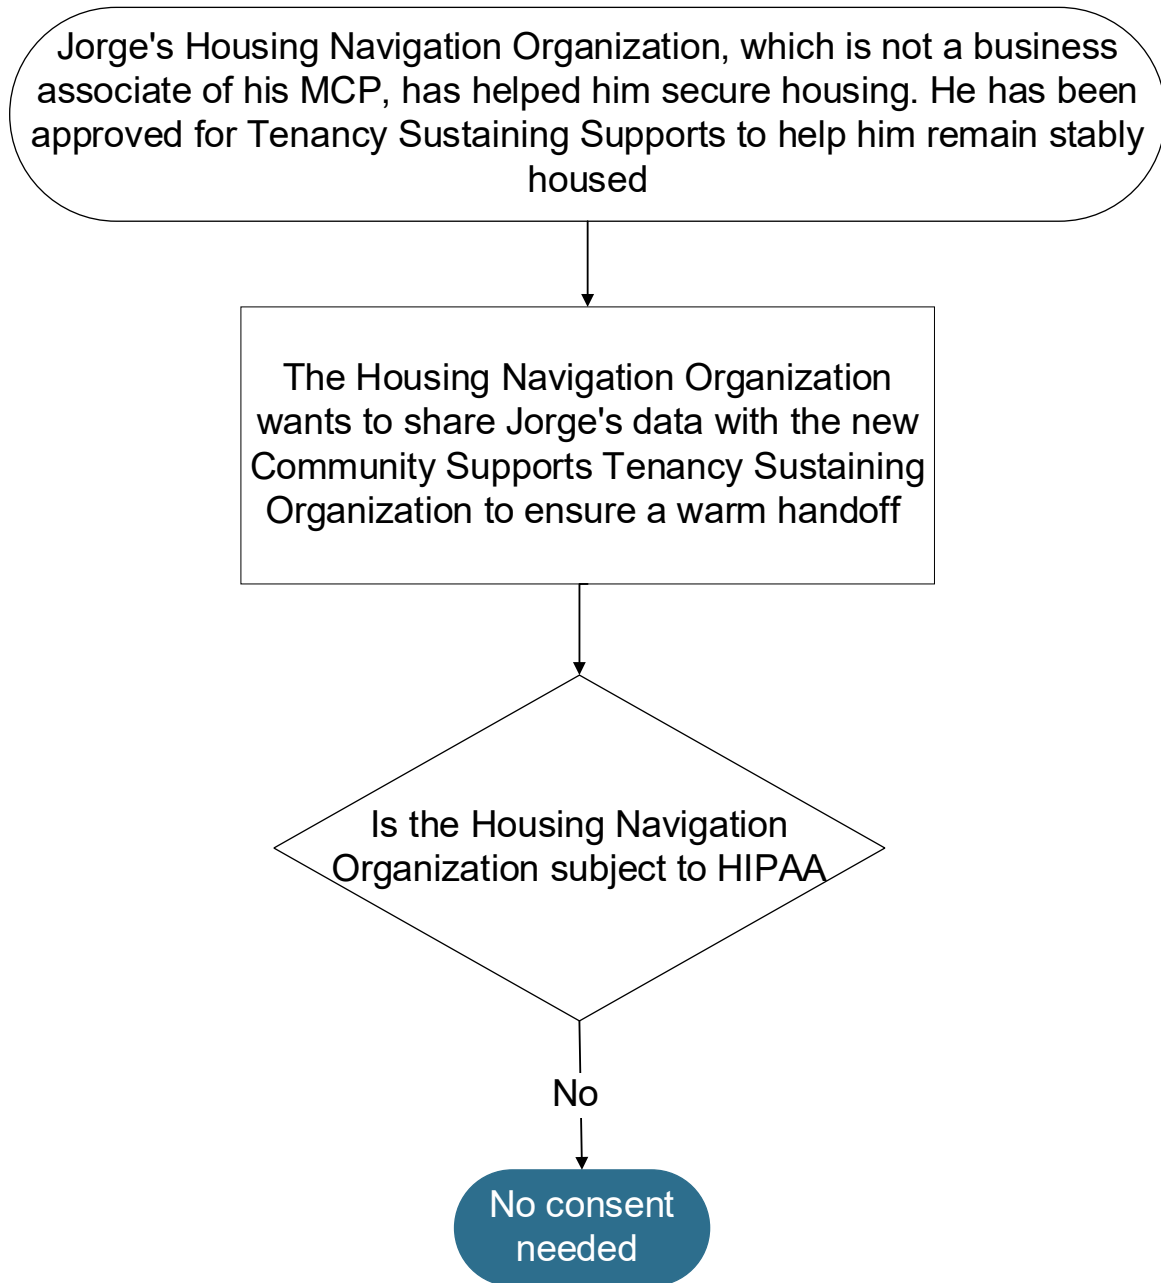 Jorge's Housing Navigation Organization, which is not a business
associate of his MCP, has helped him secure housing. He has been
approved for Tenancy Sustaining Supports to help him remain stably
housed
The Housing Navigation Organization
wants to share Jorge's data with the new
Community Supports Tenancy Sustaining
Organization to ensure a warm handoff
Is the Housing Navigation
Organization subject to HIPAA
No
No consent
needed